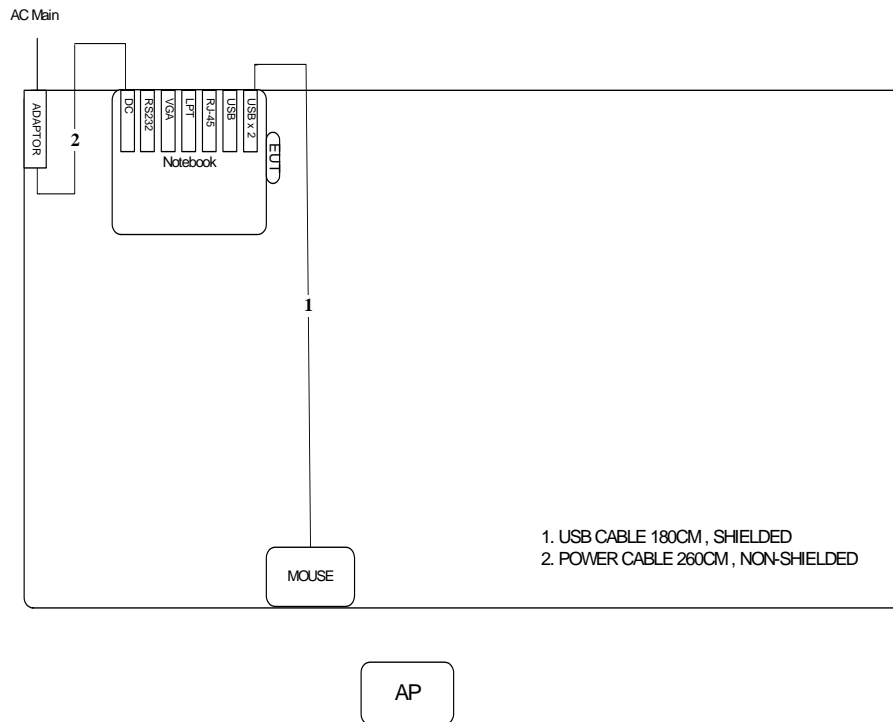 AC Main
ADAPTOR
2
DC
RS232
VGA
LPT
RJ-45
USB
USB x 2
EUT
Notebook
1
1. USB CABLE 180CM , SHIELDED
2. POWER CABLE 260CM , NON-SHIELDED
MOUSE
AP